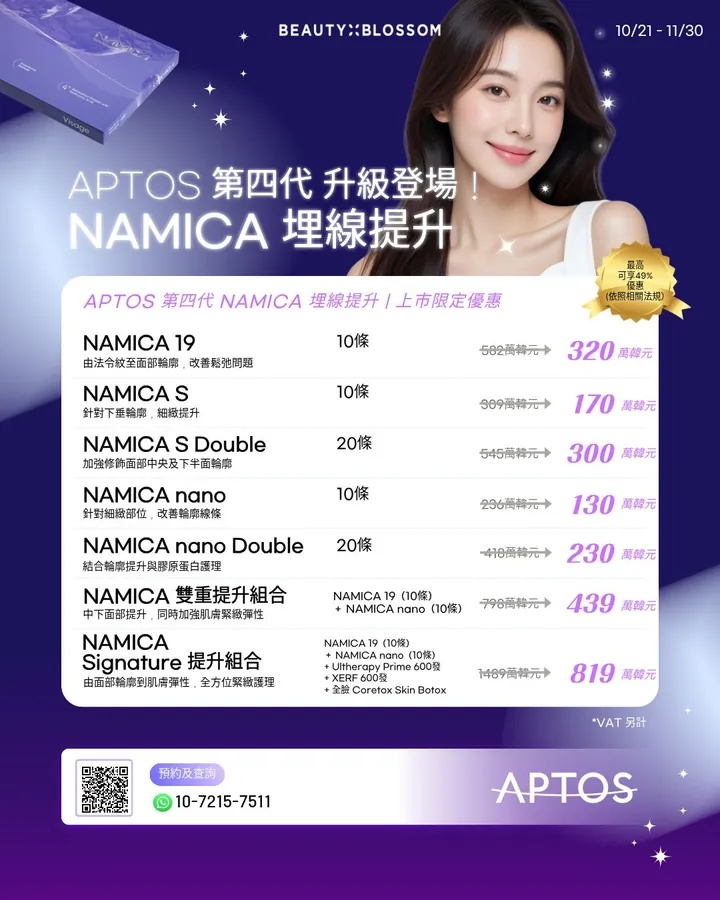 BEAUTY BLOSSOM
10/21 - 11/30
NAMICA
Visage
APTOS 第四代 升級登場！
NAMICA 埋線提升
最高
可享49%
優惠
(依照相關法規)
APTOS 第四代 NAMICA 埋線提升 | 上市限定優惠
NAMICA 19 10條 582萬韓元 320 萬韓元
由法令紋至面部輪廓，改善鬆弛問題
NAMICA S 10條 309萬韓元 170 萬韓元
針對下垂輪廓，細緻提升
NAMICA S Double 20條 545萬韓元 300 萬韓元
加強修飾面部中央及下半面輪廓
NAMICA nano 10條 236萬韓元 130 萬韓元
針對細緻部位，改善輪廓線條
NAMICA nano Double 20條 418萬韓元 230 萬韓元
結合輪廓提升與膠原蛋白護理
NAMICA 雙重提升組合 NAMICA 19（10條） 798萬韓元 439 萬韓元
中下面部提升，同時加強肌膚緊緻彈性 + NAMICA nano（10條）
NAMICA
Signature 提升組合
由面部輪廓到肌膚彈性，全方位緊緻護理
NAMICA 19（10條）
+ NAMICA nano（10條）
+ Ultherapy Prime 600發
+ XERF 600發
+ 全臉 Coretox Skin Botox
1489萬韓元 819 萬韓元
*VAT 另計
預約及查詢
10-7215-7511
APTOS